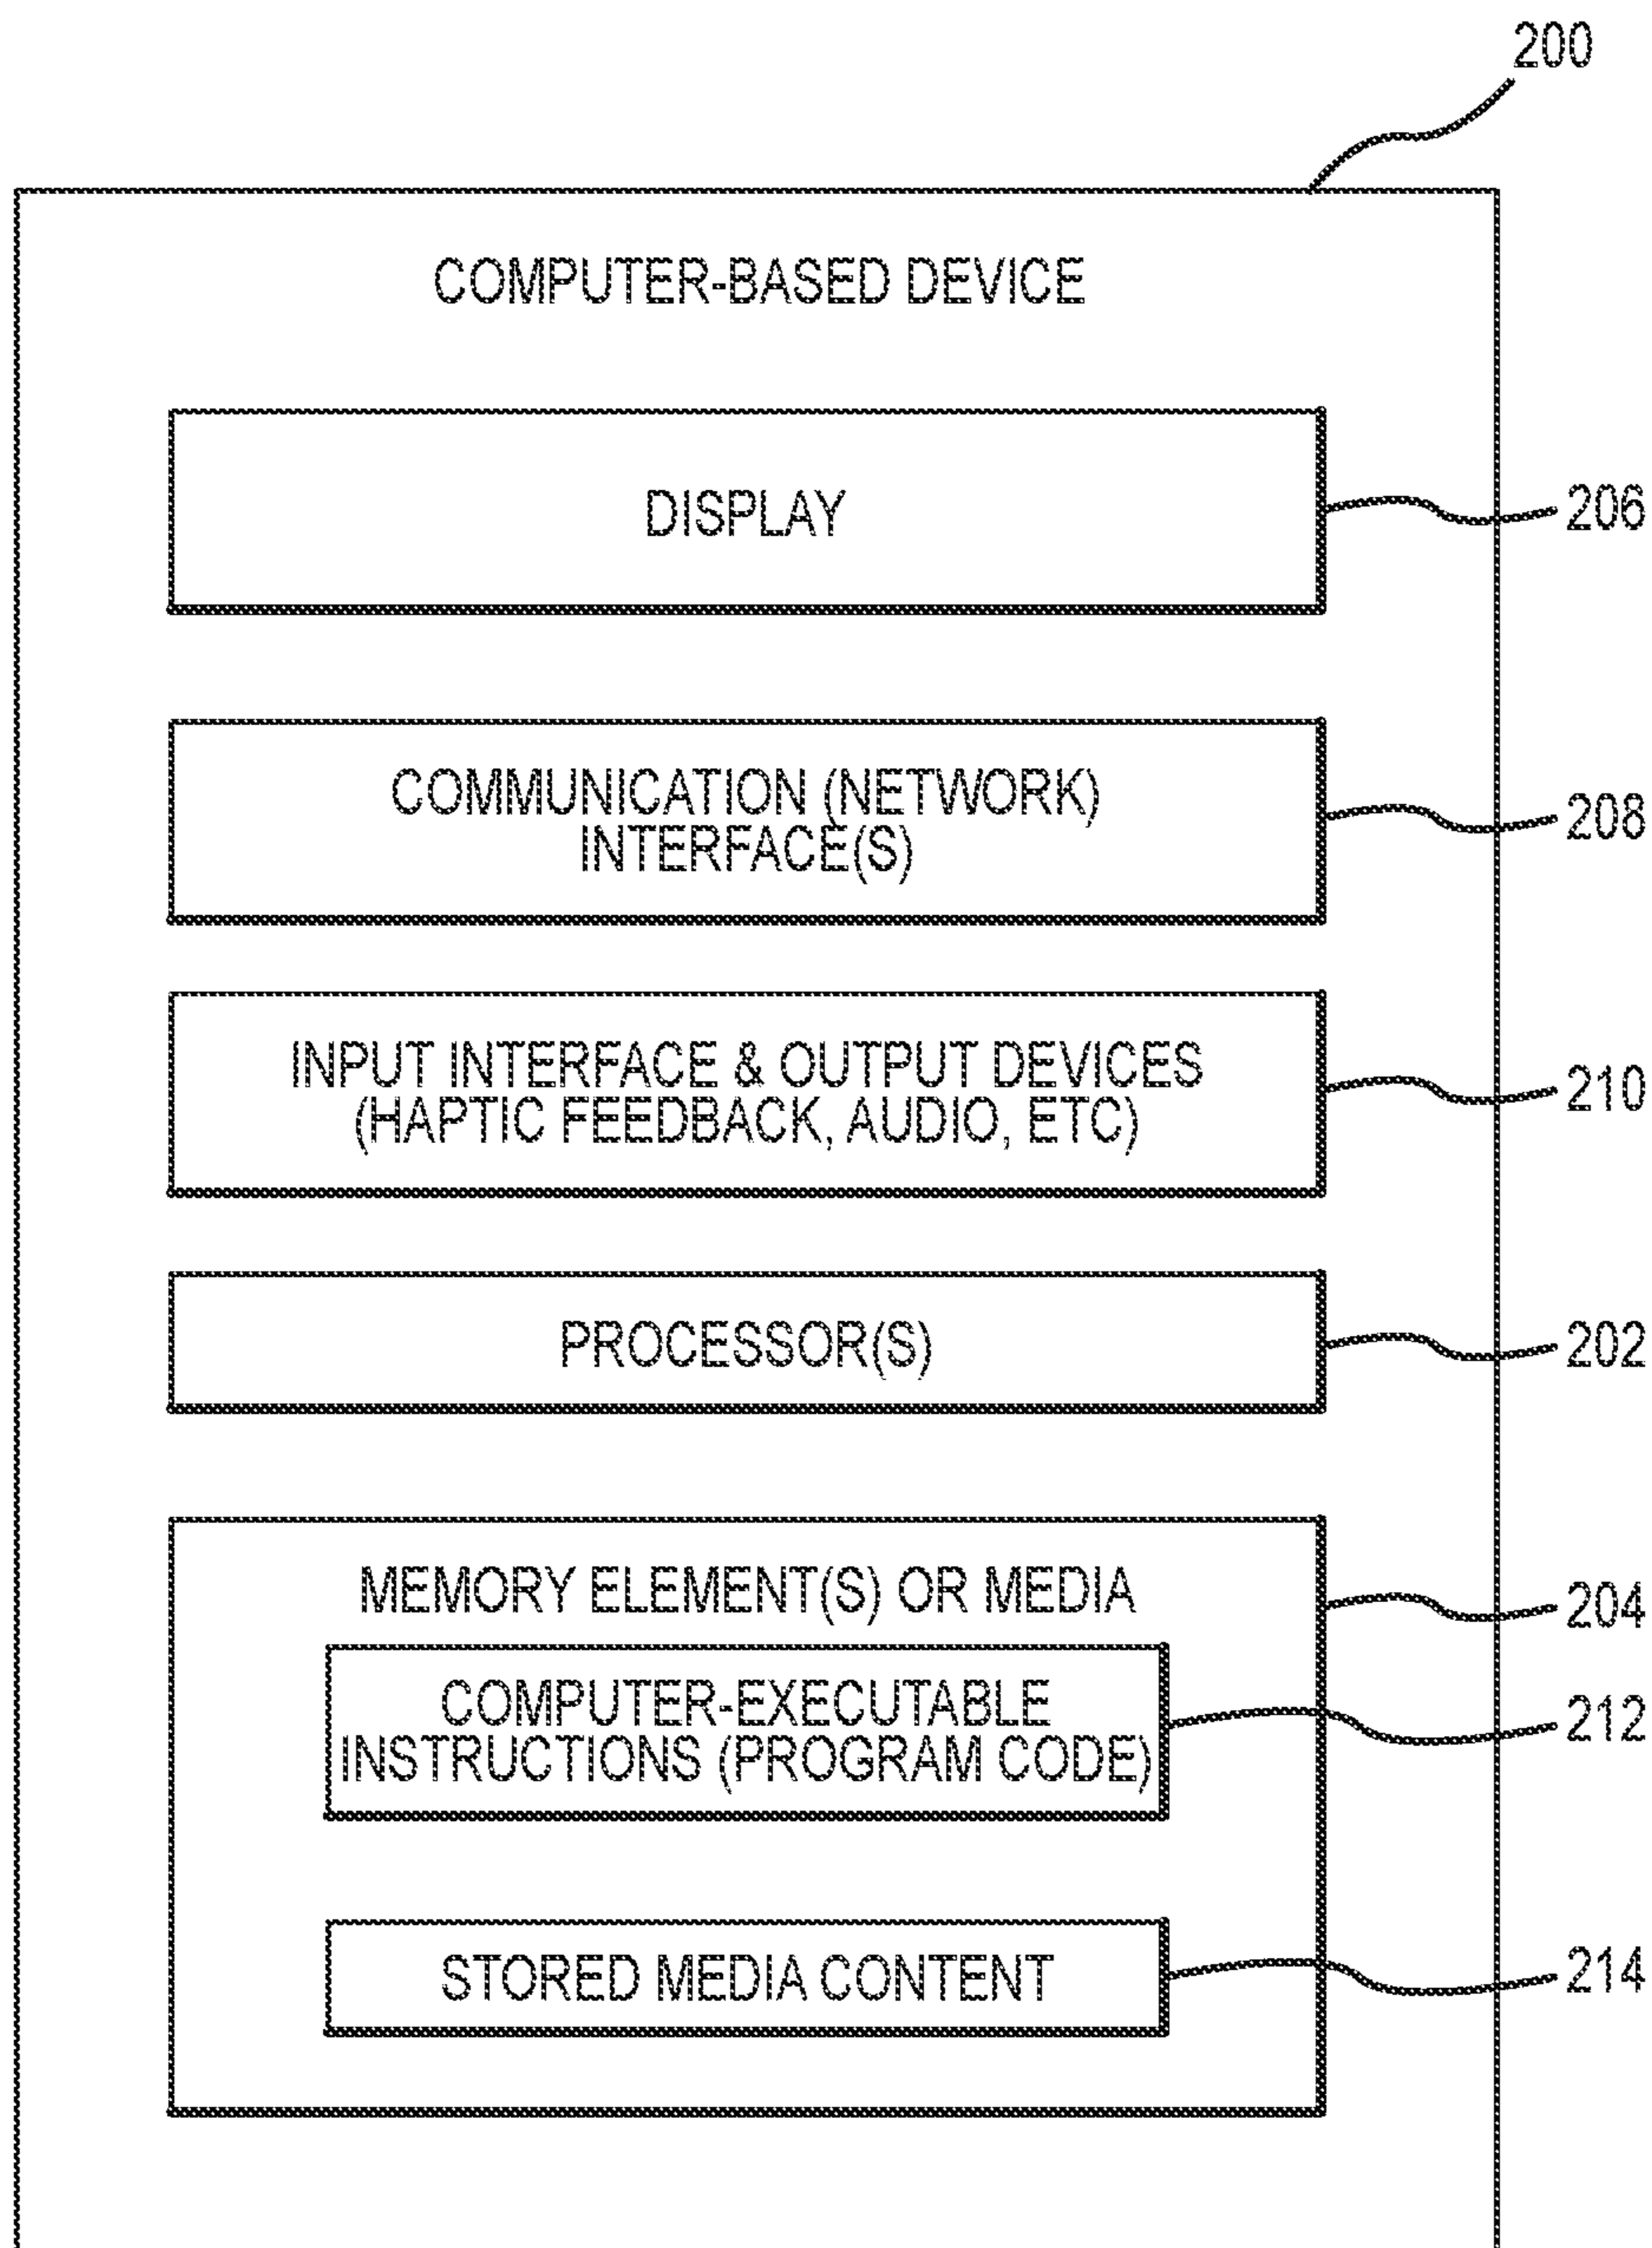 200
COMPUTER-BASED DEVICE
DISPLAY
206
COMMUNICATION (NETWORK)
INTERFACE(S)
208
INPUT INTERFACE & OUTPUT DEVICES
(HAPTIC FEEDBACK, AUDIO, ETC)
210
PROCESSOR(S)
202
MEMORY ELEMENT(S) OR MEDIA
204
COMPUTER-EXECUTABLE
INSTRUCTIONS (PROGRAM CODE)
212
STORED MEDIA CONTENT
214